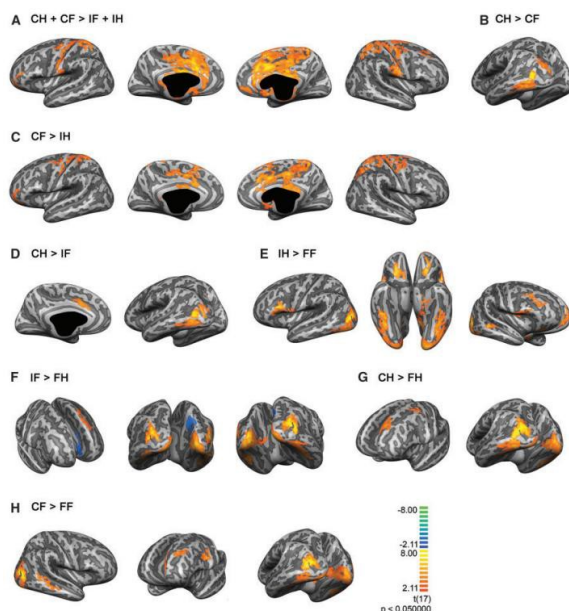 A CH + CF > IF + IH
B CH > CF
C CF > IH
D CH > IF
E IH > FF
F IF > FH
G CH > FH
H CF > FF
-8.00
-2.11
8.00
2.11
t(17)
p < 0.050000